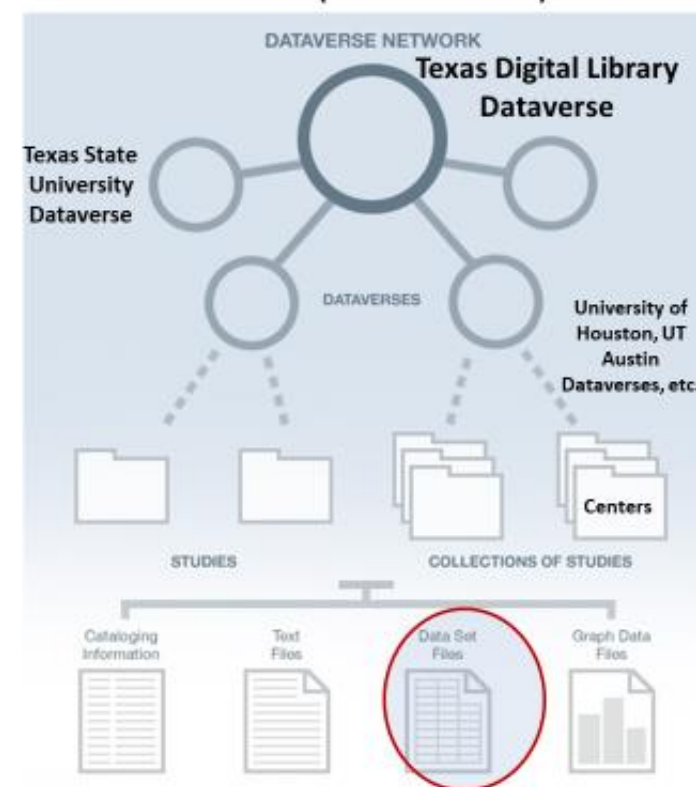 DATAVERSE NETWORK
Texas Digital Library
Dataverse
Texas State
University
Dataverse
DATAVERSES
University of
Houston, UT
Austin
Dataverses, etc
Centers
STUDIES
COLLECTIONS OF STUDIES
Cataloging
Information
Text
Files
Data Set
Files
Graph Data
Files